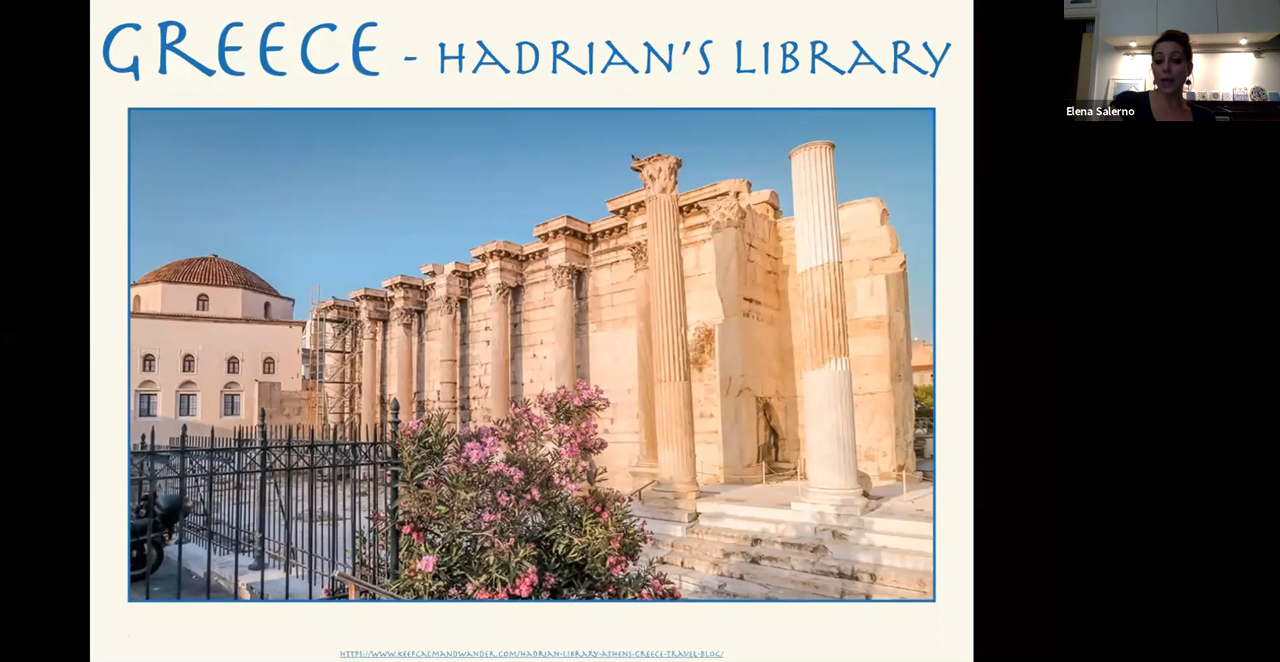 GREECE - HADRIAN'S LIBRARY
Elena Salerno
HTTPS://WWW.KEEPCALMANDWANDER.COM/HADRIAN-LIBRARY-ATHENS-GREECE-TRAVEL-BLOG/